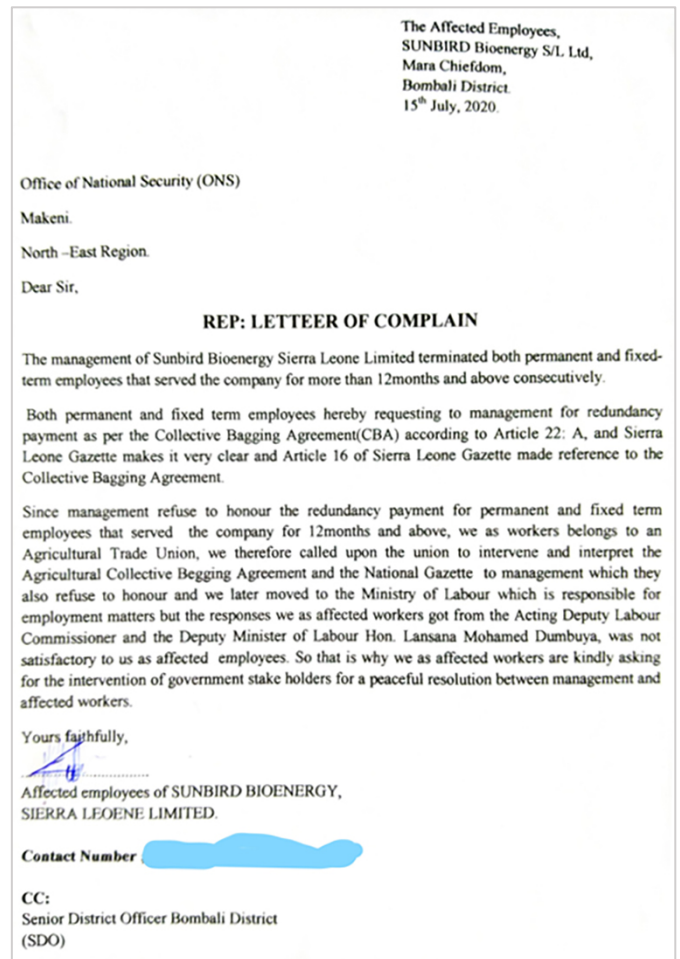 The Affected Employees,
SUNBIRD Bioenergy S/L Ltd,
Mara Chiefdom,
Bombali District.
15th July, 2020.
Office of National Security (ONS)
Makeni.
North –East Region.
Dear Sir,
REP: LETTEER OF COMPLAIN
The management of Sunbird Bioenergy Sierra Leone Limited terminated both permanent and fixed-
term employees that served the company for more than 12months and above consecutively.
Both permanent and fixed term employees hereby requesting to management for redundancy
payment as per the Collective Bagging Agreement(CBA) according to Article 22: A, and Sierra
Leone Gazette makes it very clear and Article 16 of Sierra Leone Gazette made reference to the
Collective Bagging Agreement.
Since management refuse to honour the redundancy payment for permanent and fixed term
employees that served the company for 12months and above, we as workers belongs to an
Agricultural Trade Union, we therefore called upon the union to intervene and interpret the
Agricultural Collective Begging Agreement and the National Gazette to management which they
also refuse to honour and we later moved to the Ministry of Labour which is responsible for
employment matters but the responses we as affected workers got from the Acting Deputy Labour
Commissioner and the Deputy Minister of Labour Hon. Lansana Mohamed Dumbuya, was not
satisfactory to us as affected employees. So that is why we as affected workers are kindly asking
for the intervention of government stake holders for a peaceful resolution between management and
affected workers.
Yours faithfully,
Affected employees of SUNBIRD BIOENERGY,
SIERRA LEOENE LIMITED.
Contact Number
CC:
Senior District Officer Bombali District
(SDO)